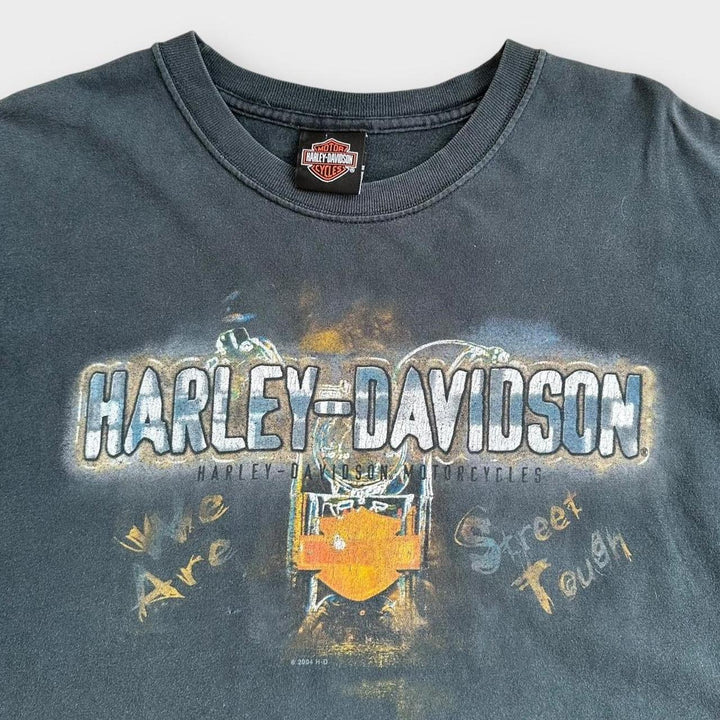 MOTOR
HARLEY-DAVIDSON
CYCLES
HARLEY-DAVIDSON
HARLEY-DAVIDSON MOTORCYCLES
We Are
Street Tough
© 2004 H-D